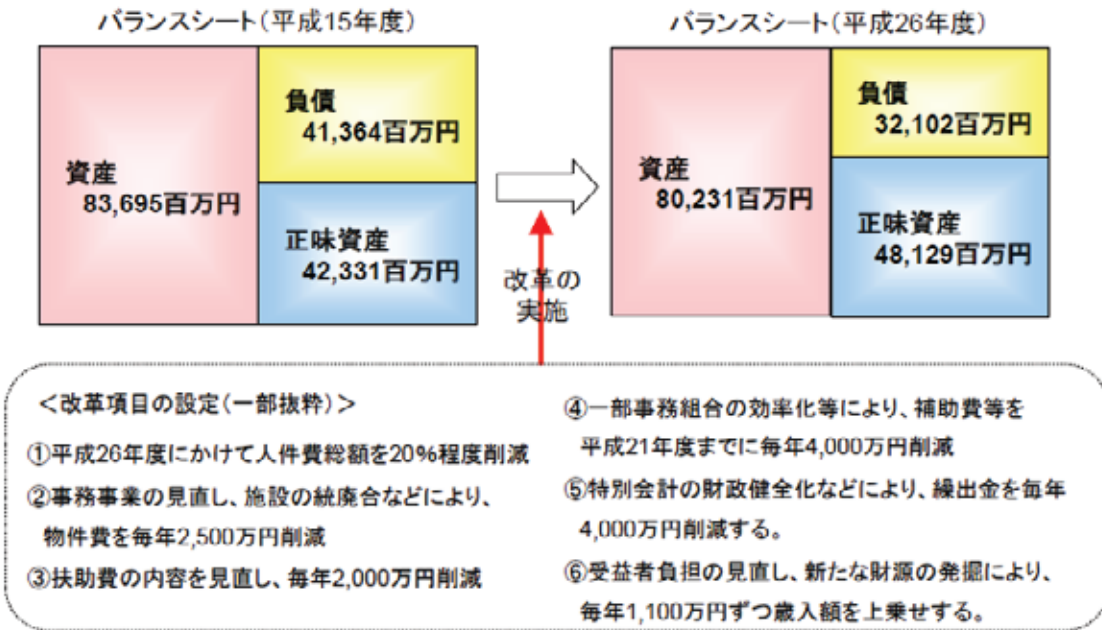 バランスシート(平成15年度)
資産
83,695百万円
負債
41,364百万円
正味資産
42,331百万円
改革の
実施
バランスシート(平成26年度)
資産
80,231百万円
負債
32,102百万円
正味資産
48,129百万円
<改革項目の設定(一部抜粋)>
①平成26年度にかけて人件費総額を20%程度削減
②事務事業の見直し、施設の統廃合などにより、
物件費を毎年2,500万円削減
③扶助費の内容を見直し、毎年2,000万円削減
④一部事務組合の効率化等により、補助費等を
平成21年度までに毎年4,000万円削減
⑤特別会計の財政健全化などにより、繰出金を毎年
4,000万円削減する。
⑥受益者負担の見直し、新たな財源の発掘により、
毎年1,100万円ずつ歳入額を上乗せする。